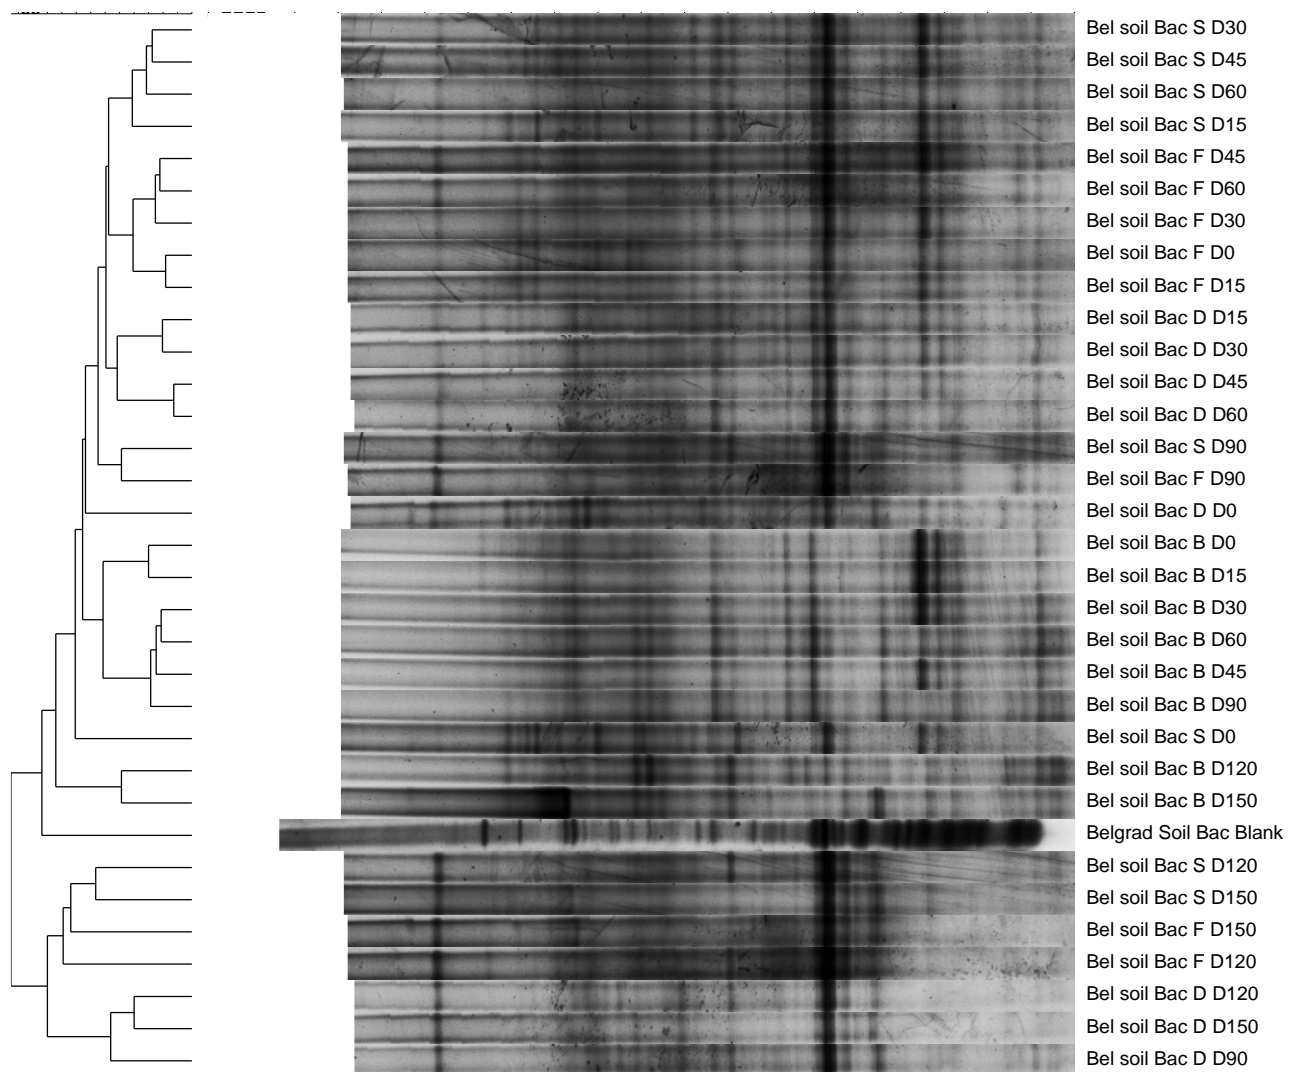 Bel soil Bac S D30
Bel soil Bac S D45
Bel soil Bac S D60
Bel soil Bac S D15
Bel soil Bac F D45
Bel soil Bac F D60
Bel soil Bac F D30
Bel soil Bac F D0
Bel soil Bac F D15
Bel soil Bac D D15
Bel soil Bac D D30
Bel soil Bac D D45
Bel soil Bac D D60
Bel soil Bac S D90
Bel soil Bac F D90
Bel soil Bac D D0
Bel soil Bac B D0
Bel soil Bac B D15
Bel soil Bac B D30
Bel soil Bac B D60
Bel soil Bac B D45
Bel soil Bac B D90
Bel soil Bac S D0
Bel soil Bac B D120
Bel soil Bac B D150
Belgrad Soil Bac Blank
Bel soil Bac S D120
Bel soil Bac S D150
Bel soil Bac F D150
Bel soil Bac F D120
Bel soil Bac D D120
Bel soil Bac D D150
Bel soil Bac D D90